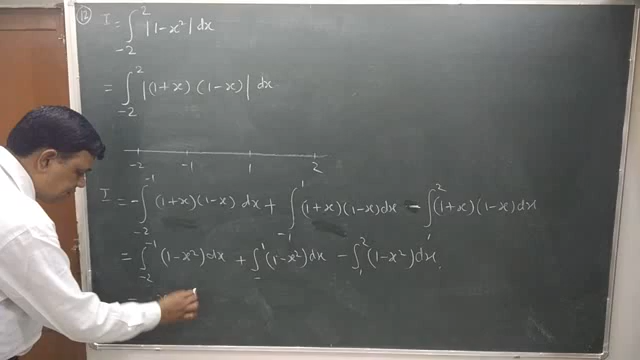 (12) I = ∫_{-2}^{2} |1-x²| dx
= ∫_{-2}^{2} |(1+x) (1-x)| dx
-2 -1 1 2
I = -∫_{-2}^{-1} (1+x)(1-x) dx + ∫_{-1}^{1} (1+x)(1-x) dx - ∫_{1}^{2} (1+x)(1-x) dx
= ∫_{-2}^{-1} (1-x²) dx + ∫_{-}^{1} (1-x²) dx - ∫_{1}^{2} (1-x²) dx.
=